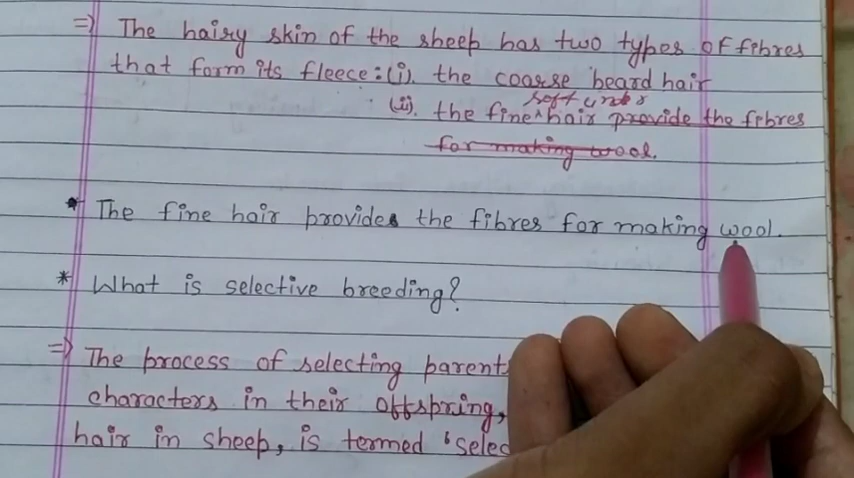 => The hairy skin of the sheep has two types of fibres
that form its fleece:(i). the coarse beard hair
soft under
(ii). the fine^hair provide the fibres
for making wool.
* The fine hair provides the fibres for making wool.
* What is selective breeding?
=> The process of selecting parent
characters in their offspring,
hair in sheep, is termed 'selec